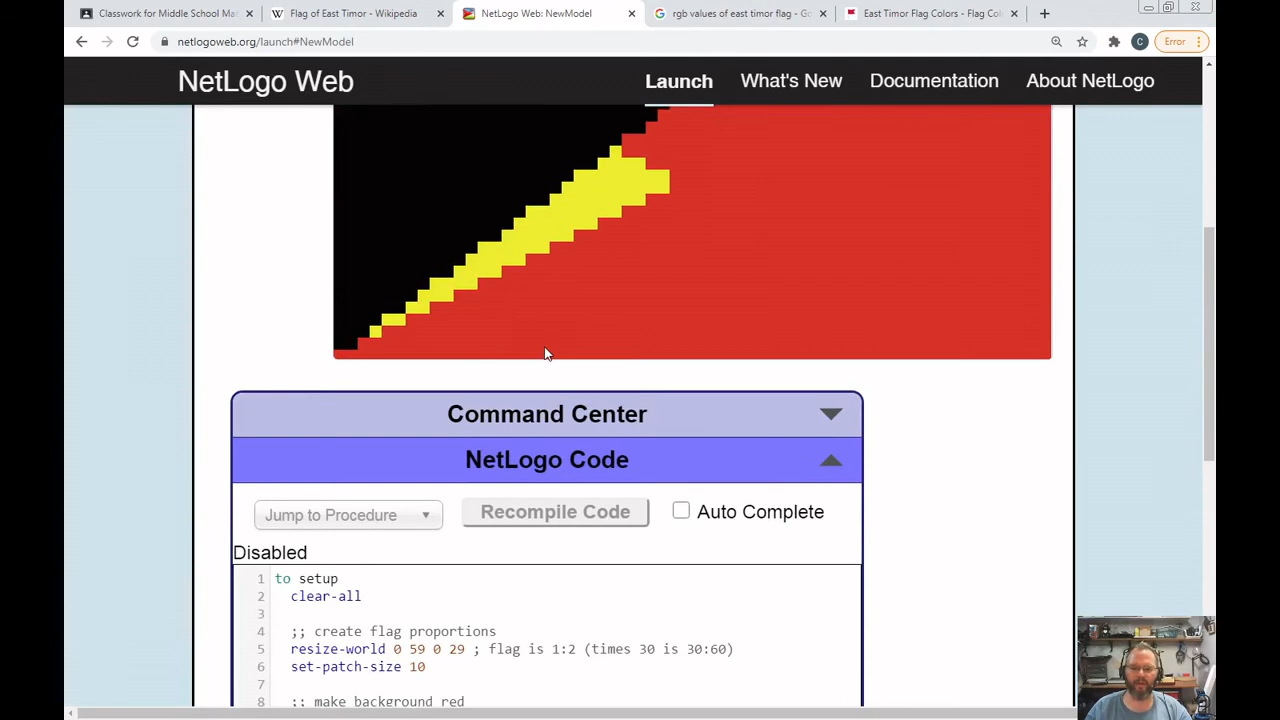 Classwork for Middle School Mat
Flag of East Timor - Wikipedia
NetLogo Web: NewModel
rgb values of east timor flag - Go
East Timor Flag Colors - Flag Col
netlogoweb.org/launch#NewModel
C
Error
NetLogo Web
Launch
What's New
Documentation
About NetLogo
Command Center
NetLogo Code
Jump to Procedure
Recompile Code
Auto Complete
Disabled
1 to setup
2 clear-all
3
4 ;; create flag proportions
5 resize-world 0 59 0 29 ; flag is 1:2 (times 30 is 30:60)
6 set-patch-size 10
7
8 ;; make background red